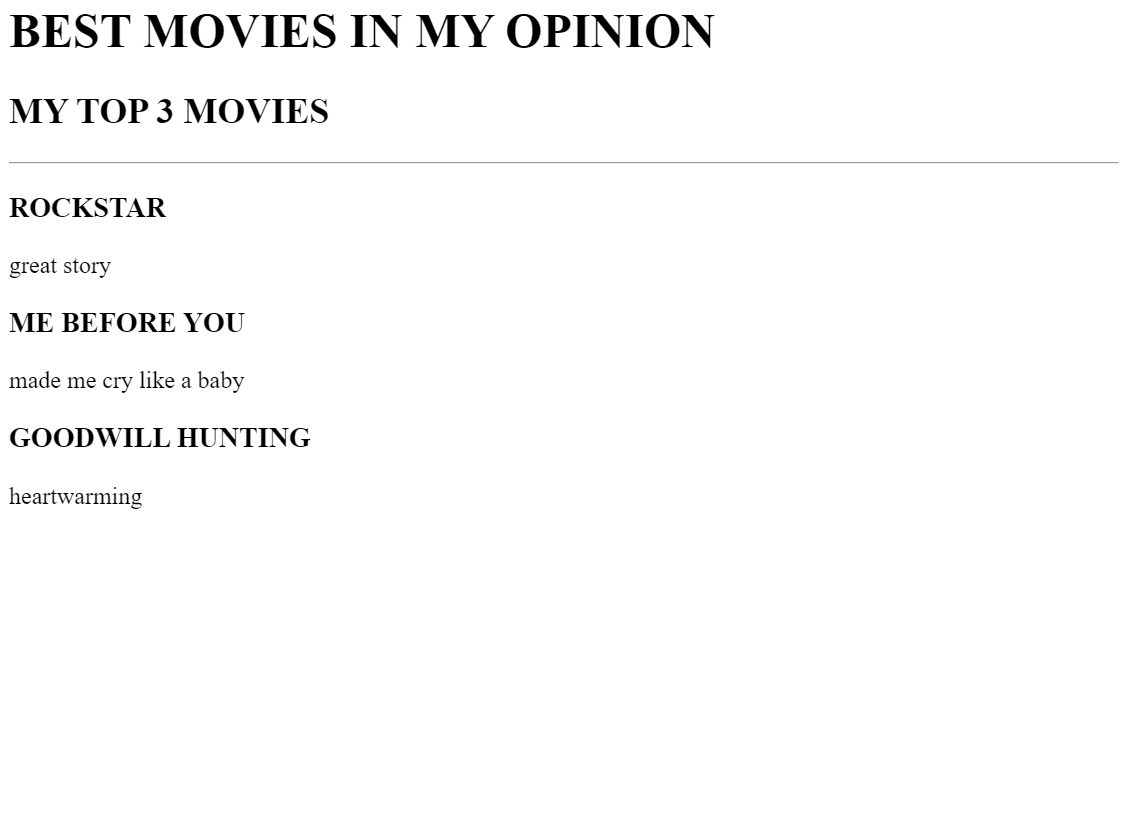 BEST MOVIES IN MY OPINION
MY TOP 3 MOVIES
ROCKSTAR
great story
ME BEFORE YOU
made me cry like a baby
GOODWILL HUNTING
heartwarming